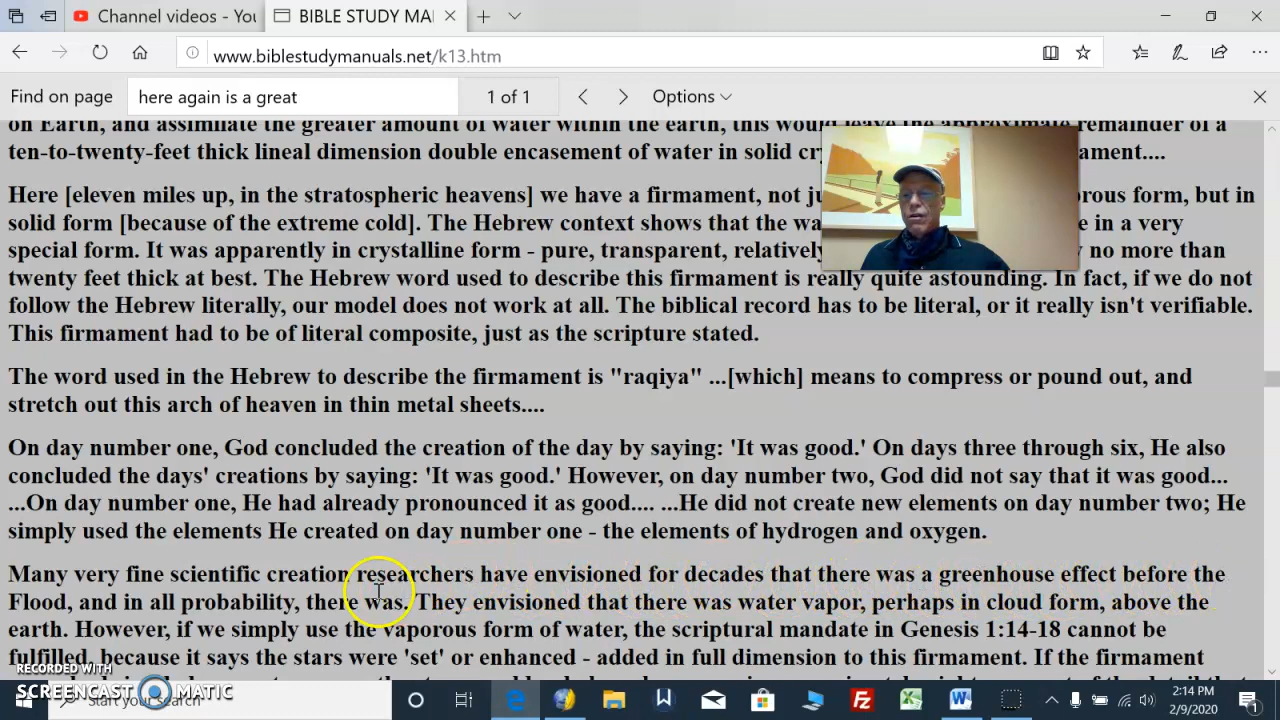 Channel videos - You
BIBLE STUDY MA
www.biblestudymanuals.net/k13.htm
Find on page
here again is a great
1 of 1
Options
on Earth, and assimilate the greater amount of water within the earth, this would leave the approximate remainder of a
ten-to-twenty-feet thick lineal dimension double encasement of water in solid cry ament....
Here [eleven miles up, in the stratospheric heavens] we have a firmament, not ju orous form, but in
solid form [because of the extreme cold]. The Hebrew context shows that the wa e in a very
special form. It was apparently in crystalline form - pure, transparent, relatively y no more than
twenty feet thick at best. The Hebrew word used to describe this firmament is really quite astounding. In fact, if we do not
follow the Hebrew literally, our model does not work at all. The biblical record has to be literal, or it really isn't verifiable.
This firmament had to be of literal composite, just as the scripture stated.
The word used in the Hebrew to describe the firmament is "raqiya" ...[which] means to compress or pound out, and
stretch out this arch of heaven in thin metal sheets....
On day number one, God concluded the creation of the day by saying: 'It was good.' On days three through six, He also
concluded the days' creations by saying: 'It was good.' However, on day number two, God did not say that it was good...
...On day number one, He had already pronounced it as good.... ...He did not create new elements on day number two; He
simply used the elements He created on day number one - the elements of hydrogen and oxygen.
Many very fine scientific creation researchers have envisioned for decades that there was a greenhouse effect before the
Flood, and in all probability, there was. They envisioned that there was water vapor, perhaps in cloud form, above the
earth. However, if we simply use the vaporous form of water, the scriptural mandate in Genesis 1:14-18 cannot be
fulfilled, because it says the stars were 'set' or enhanced - added in full dimension to this firmament. If the firmament
RECORDED WITH
SCREENCAST MATIC
Start your search
2:14 PM
2/9/2020